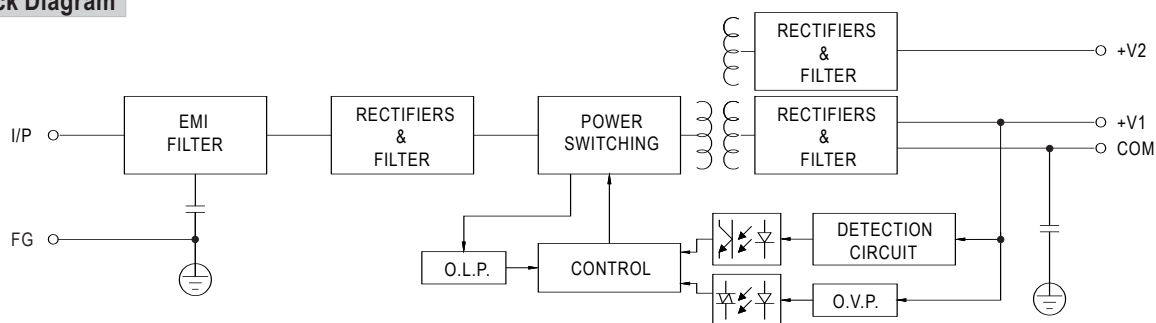 ck Diagram
RECTIFIERS
&
FILTER
+V2
I/P
EMI
FILTER
RECTIFIERS
&
FILTER
POWER
SWITCHING
RECTIFIERS
&
FILTER
+V1
COM
FG
O.L.P.
CONTROL
DETECTION
CIRCUIT
O.V.P.